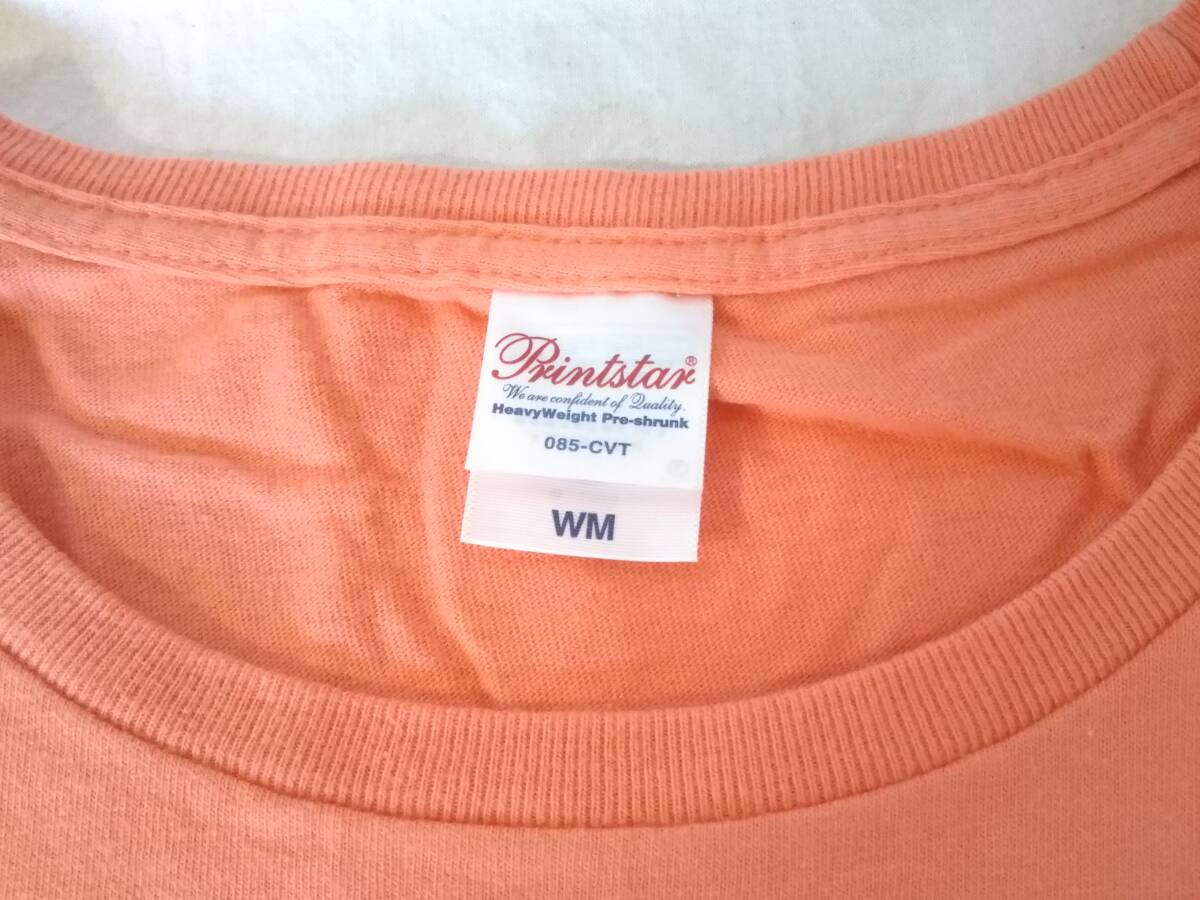 Printstar®
We are confident of Quality.
HeavyWeight Pre-shrunk
085-CVT
WM